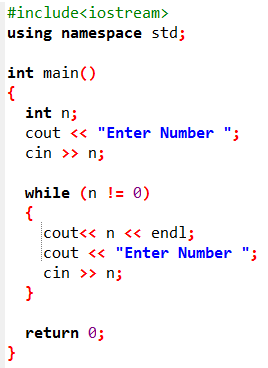 #include<iostream>
using namespace std;
int main()
{
int n;
cout << "Enter Number ";
cin >> n;
while (n != 0)
{
cout<< n << endl;
cout << "Enter Number ";
cin >> n;
}
return 0;
}